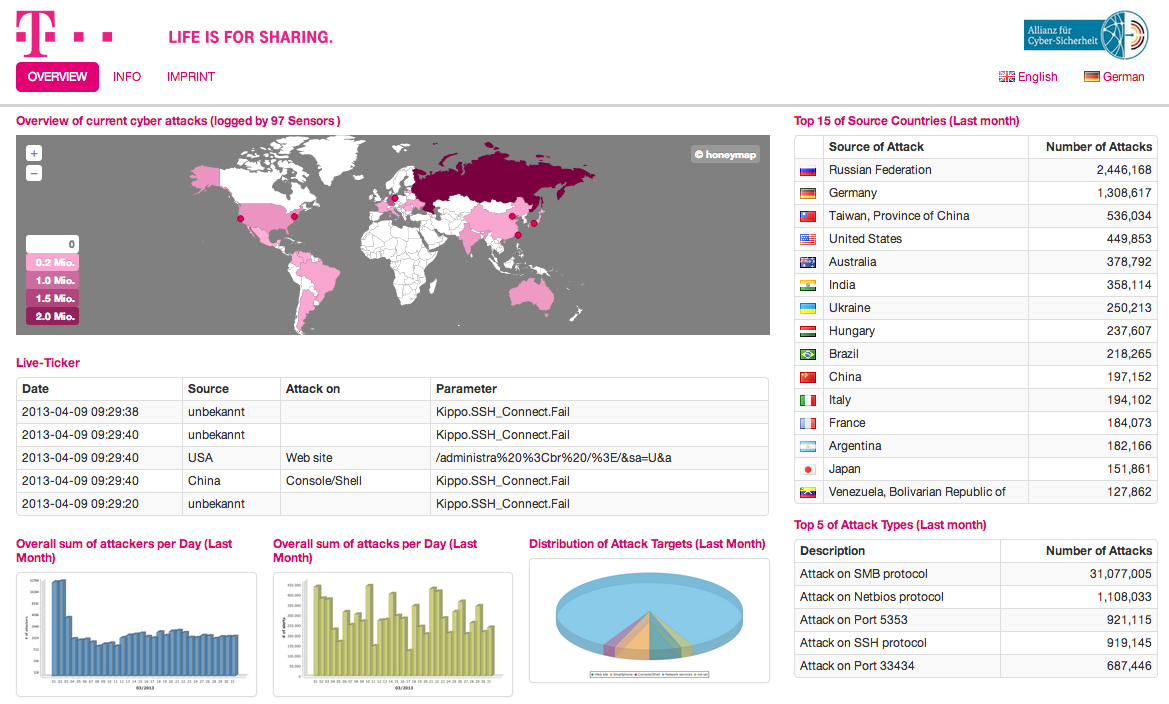 T
LIFE IS FOR SHARING.
Allianz für
Cyber-Sicherheit
OVERVIEW INFO IMPRINT
English German
Overview of current cyber attacks (logged by 97 Sensors )
+
−
© honeymap
0
0.2 Mio.
1.0 Mio.
1.5 Mio.
2.0 Mio.
Live-Ticker
Date Source Attack on Parameter
2013-04-09 09:29:38 unbekannt Kippo.SSH_Connect.Fail
2013-04-09 09:29:40 unbekannt Kippo.SSH_Connect.Fail
2013-04-09 09:29:40 USA Web site /administra%20%3Cbr%20/%3E/&sa=U&a
2013-04-09 09:29:40 China Console/Shell Kippo.SSH_Connect.Fail
2013-04-09 09:29:20 unbekannt Kippo.SSH_Connect.Fail
Overall sum of attackers per Day (Last
Month)
# of attackers
03/2013
Overall sum of attacks per Day (Last
Month)
# of alerts
03/2013
Distribution of Attack Targets (Last Month)
Web site Smartphone Console/Shell Network services
Top 15 of Source Countries (Last month)
Source of Attack Number of Attacks
Russian Federation 2,446,168
Germany 1,308,617
Taiwan, Province of China 536,034
United States 449,853
Australia 378,792
India 358,114
Ukraine 250,213
Hungary 237,607
Brazil 218,265
China 197,152
Italy 194,102
France 184,073
Argentina 182,166
Japan 151,861
Venezuela, Bolivarian Republic of 127,862
Top 5 of Attack Types (Last month)
Description Number of Attacks
Attack on SMB protocol 31,077,005
Attack on Netbios protocol 1,108,033
Attack on Port 5353 921,115
Attack on SSH protocol 919,145
Attack on Port 33434 687,446